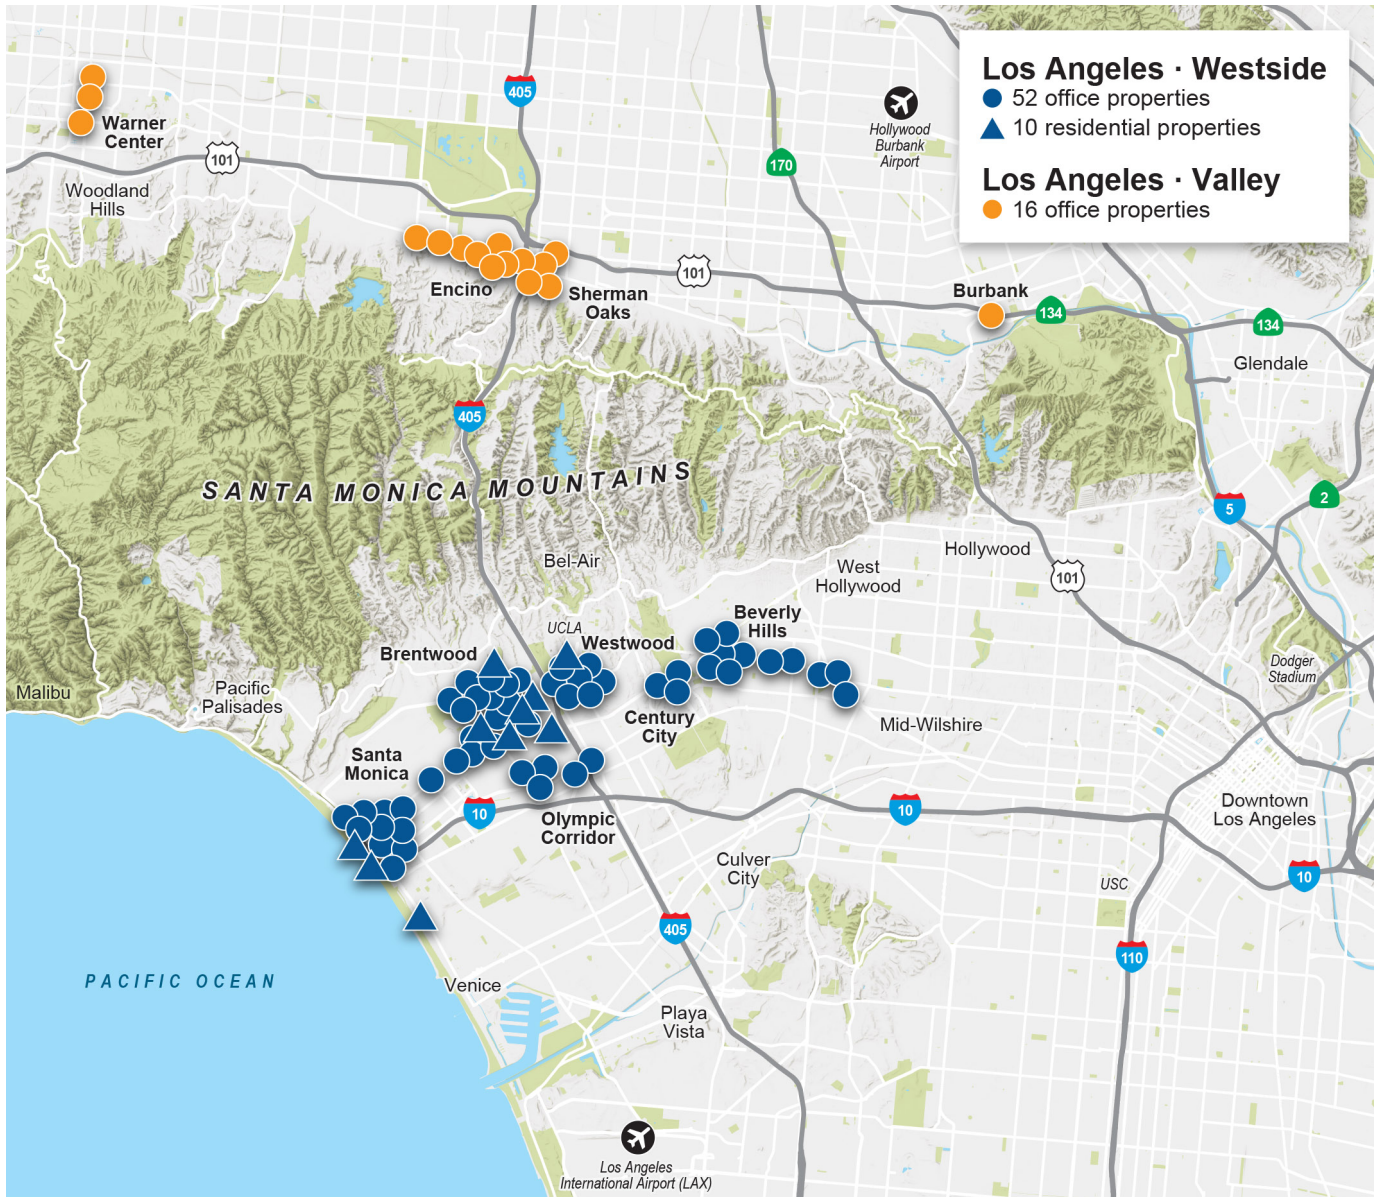 Los Angeles · Westside
52 office properties
10 residential properties
Los Angeles · Valley
16 office properties
405
Hollywood
Burbank
Airport
170
Warner
Center
101
Woodland
Hills
Encino
Sherman
Oaks
101
Burbank
134
134
Glendale
405
SANTA MONICA MOUNTAINS
2
5
Bel-Air
Hollywood
West
Hollywood
101
Beverly
Hills
UCLA
Westwood
Brentwood
Malibu
Pacific
Palisades
Dodger
Stadium
Century
City
Mid-Wilshire
Santa
Monica
10
10
Olympic
Corridor
Downtown
Los Angeles
Culver
City
USC
10
405
110
PACIFIC OCEAN
Venice
Playa
Vista
Los Angeles
International Airport (LAX)